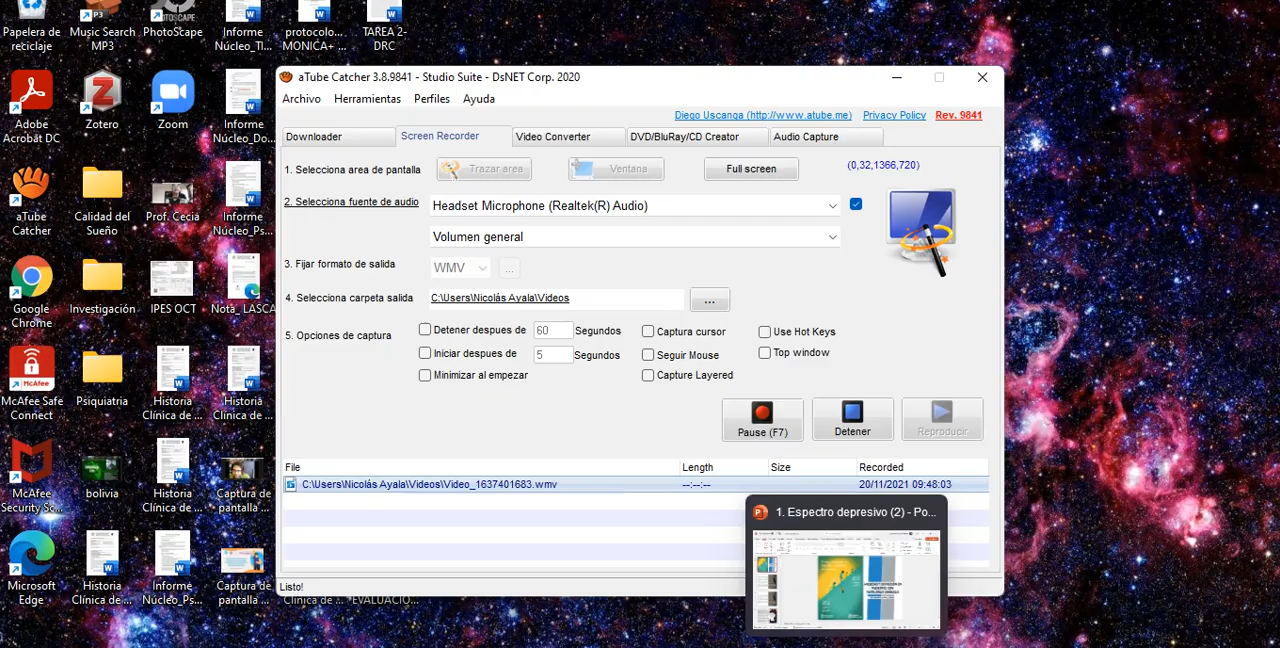 Papelera de reciclaje
Music Search MP3
PhotoScape
Informe Núcleo_TI...
protocolo... MONICA+ ...
TAREA 2- DRC
Adobe Acrobat DC
Zotero
Zoom
Informe Núcleo_Do...
aTube Catcher
Calidad del Sueño
Prof. Cecia
Informe Núcleo_Ps...
Google Chrome
Investigación
IPES OCT
Nota_LASCA
McAfee Safe Connect
Psiquiatria
Historia Clínica de ...
Historia Clínica de ...
McAfee Security Sc...
bolivia
Historia Clínica de ...
Captura de pantalla ...
Microsoft Edge
Historia Clínica de ...
Informe Núcleo_Ps...
Captura de pantalla ...
Clínica de ...
EVALUACIO...
aTube Catcher 3.8.9841 - Studio Suite - DsNET Corp. 2020
Archivo Herramientas Perfiles Ayuda
Diego Uscanga (http://www.atube.me) Privacy Policy Rev. 9841
Downloader Screen Recorder Video Converter DVD/BluRay/CD Creator Audio Capture
1. Selecciona area de pantalla Trazar area Ventana Full screen (0,32,1366,720)
2. Selecciona fuente de audio Headset Microphone (Realtek(R) Audio)
Volumen general
3. Fijar formato de salida WMV
4. Selecciona carpeta salida C:\Users\Nicolás Ayala\Videos ...
5. Opciones de captura Detener despues de 60 Segundos Captura cursor Use Hot Keys
Iniciar despues de 5 Segundos Seguir Mouse Top window
Minimizar al empezar Capture Layered
Pause (F7) Detener Reproducir
File Length Size Recorded
C:\Users\Nicolás Ayala\Videos\Video_1637401683.wmv --:--:-- 20/11/2021 09:48:03
1. Espectro depresivo (2) - Po...
Listo!